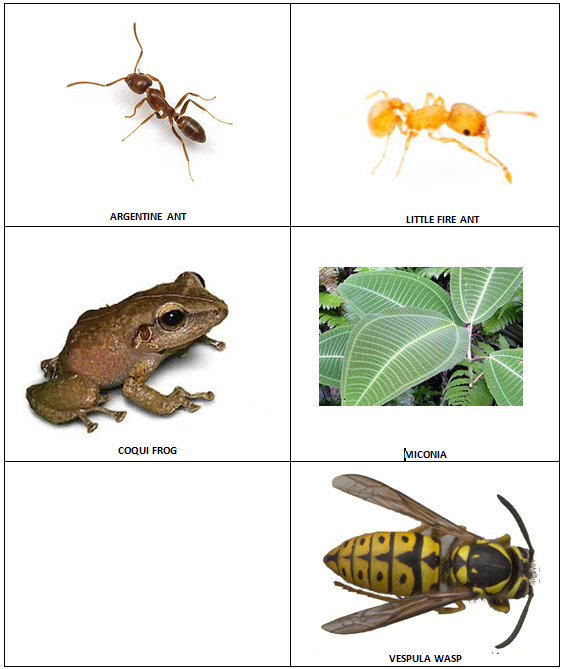 ARGENTINE ANT
LITTLE FIRE ANT
COQUI FROG
MICONIA
VESPULA WASP